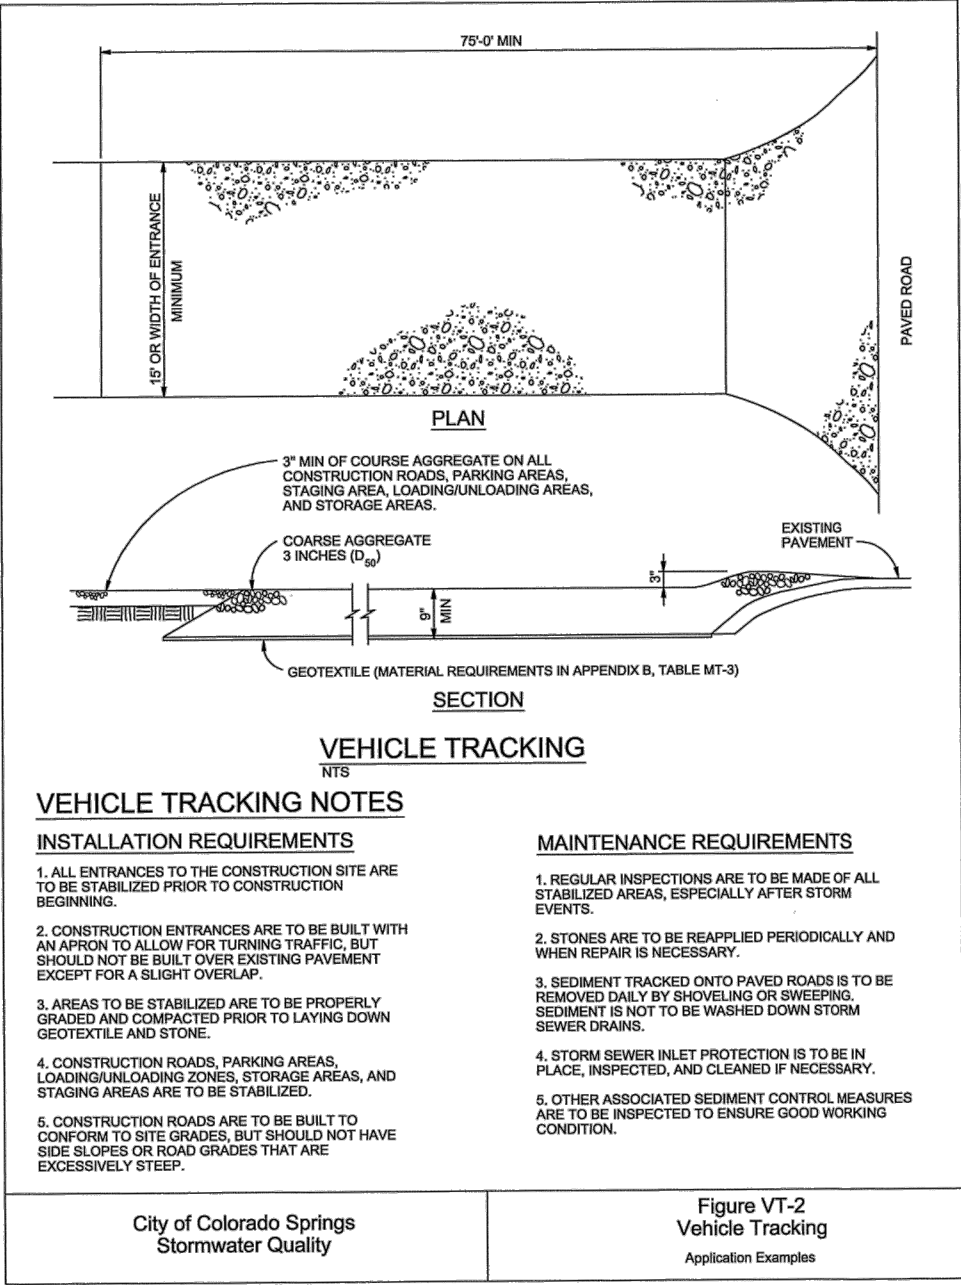 75'-0' MIN
15' OR WIDTH OF ENTRANCE
MINIMUM
PAVED ROAD
PLAN
3" MIN OF COURSE AGGREGATE ON ALL
CONSTRUCTION ROADS, PARKING AREAS,
STAGING AREA, LOADING/UNLOADING AREAS,
AND STORAGE AREAS.
COARSE AGGREGATE
3 INCHES (D50)
EXISTING
PAVEMENT
3"
9"
MIN
GEOTEXTILE (MATERIAL REQUIREMENTS IN APPENDIX B, TABLE MT-3)
SECTION
VEHICLE TRACKING
NTS
VEHICLE TRACKING NOTES
INSTALLATION REQUIREMENTS
1. ALL ENTRANCES TO THE CONSTRUCTION SITE ARE
TO BE STABILIZED PRIOR TO CONSTRUCTION
BEGINNING.
2. CONSTRUCTION ENTRANCES ARE TO BE BUILT WITH
AN APRON TO ALLOW FOR TURNING TRAFFIC, BUT
SHOULD NOT BE BUILT OVER EXISTING PAVEMENT
EXCEPT FOR A SLIGHT OVERLAP.
3. AREAS TO BE STABILIZED ARE TO BE PROPERLY
GRADED AND COMPACTED PRIOR TO LAYING DOWN
GEOTEXTILE AND STONE.
4. CONSTRUCTION ROADS, PARKING AREAS,
LOADING/UNLOADING ZONES, STORAGE AREAS, AND
STAGING AREAS ARE TO BE STABILIZED.
5. CONSTRUCTION ROADS ARE TO BE BUILT TO
CONFORM TO SITE GRADES, BUT SHOULD NOT HAVE
SIDE SLOPES OR ROAD GRADES THAT ARE
EXCESSIVELY STEEP.
MAINTENANCE REQUIREMENTS
1. REGULAR INSPECTIONS ARE TO BE MADE OF ALL
STABILIZED AREAS, ESPECIALLY AFTER STORM
EVENTS.
2. STONES ARE TO BE REAPPLIED PERIODICALLY AND
WHEN REPAIR IS NECESSARY.
3. SEDIMENT TRACKED ONTO PAVED ROADS IS TO BE
REMOVED DAILY BY SHOVELING OR SWEEPING.
SEDIMENT IS NOT TO BE WASHED DOWN STORM
SEWER DRAINS.
4. STORM SEWER INLET PROTECTION IS TO BE IN
PLACE, INSPECTED, AND CLEANED IF NECESSARY.
5. OTHER ASSOCIATED SEDIMENT CONTROL MEASURES
ARE TO BE INSPECTED TO ENSURE GOOD WORKING
CONDITION.
City of Colorado Springs
Stormwater Quality
Figure VT-2
Vehicle Tracking
Application Examples